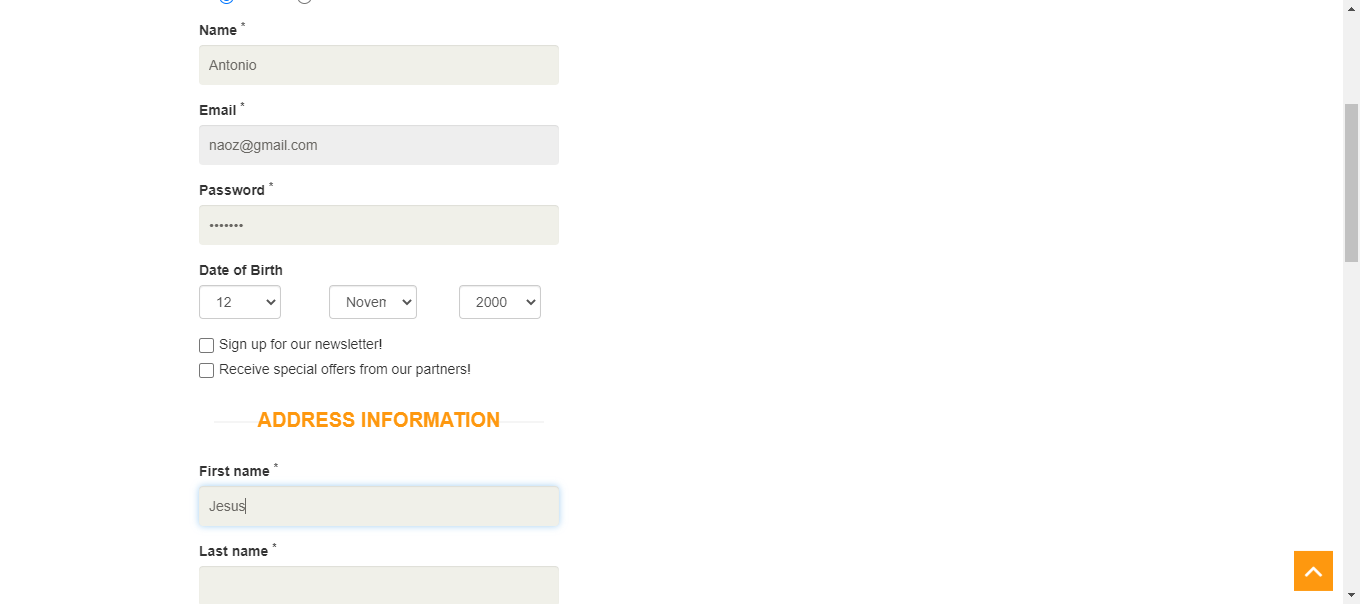 Name *
Antonio
Email *
naoz@gmail.com
Password *
•••••••
Date of Birth
12 Novem 2000
Sign up for our newsletter!
Receive special offers from our partners!
ADDRESS INFORMATION
First name *
Jesus
Last name *